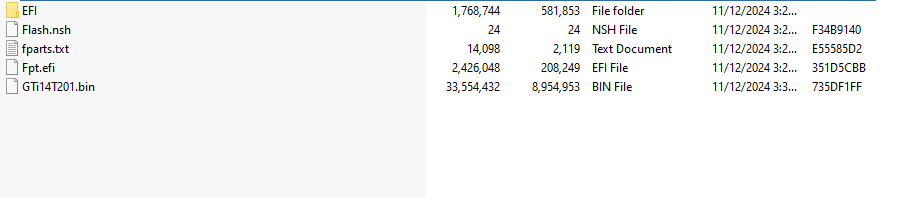 EFI 1,768,744 581,853 File folder 11/12/2024 3:2...
Flash.nsh 24 24 NSH File 11/12/2024 3:2... F34B9140
fparts.txt 14,098 2,119 Text Document 11/12/2024 3:2... E55585D2
Fpt.efi 2,426,048 208,249 EFI File 11/12/2024 3:2... 351D5CBB
GTi14T201.bin 33,554,432 8,954,953 BIN File 11/12/2024 3:3... 735DF1FF